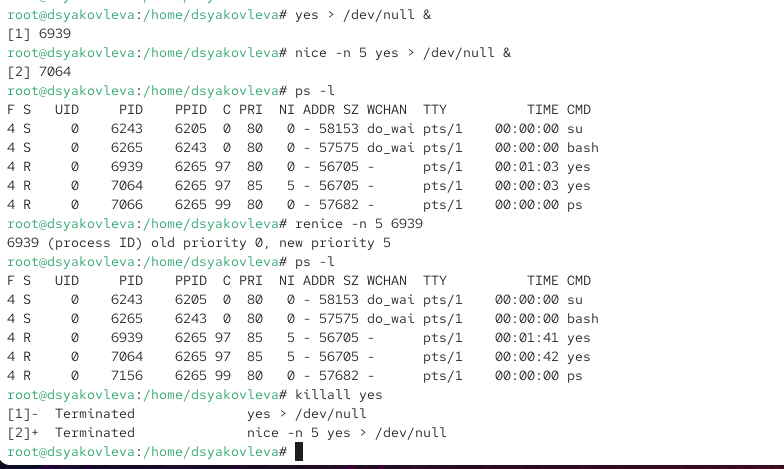 root@dsyakovleva:/home/dsyakovleva# yes > /dev/null &
[1] 6939
root@dsyakovleva:/home/dsyakovleva# nice -n 5 yes > /dev/null &
[2] 7064
root@dsyakovleva:/home/dsyakovleva# ps -l
F S   UID     PID    PPID  C PRI  NI ADDR SZ WCHAN  TTY          TIME CMD
4 S     0    6243    6205  0  80   0 - 58153 do_wai pts/1    00:00:00 su
4 S     0    6265    6243  0  80   0 - 57575 do_wai pts/1    00:00:00 bash
4 R     0    6939    6265 97  80   0 - 56705 -      pts/1    00:01:03 yes
4 R     0    7064    6265 97  85   5 - 56705 -      pts/1    00:00:03 yes
4 R     0    7066    6265 99  80   0 - 57682 -      pts/1    00:00:00 ps
root@dsyakovleva:/home/dsyakovleva# renice -n 5 6939
6939 (process ID) old priority 0, new priority 5
root@dsyakovleva:/home/dsyakovleva# ps -l
F S   UID     PID    PPID  C PRI  NI ADDR SZ WCHAN  TTY          TIME CMD
4 S     0    6243    6205  0  80   0 - 58153 do_wai pts/1    00:00:00 su
4 S     0    6265    6243  0  80   0 - 57575 do_wai pts/1    00:00:00 bash
4 R     0    6939    6265 97  85   5 - 56705 -      pts/1    00:01:41 yes
4 R     0    7064    6265 97  85   5 - 56705 -      pts/1    00:00:42 yes
4 R     0    7156    6265 99  80   0 - 57682 -      pts/1    00:00:00 ps
root@dsyakovleva:/home/dsyakovleva# killall yes
[1]-  Terminated              yes > /dev/null
[2]+  Terminated              nice -n 5 yes > /dev/null
root@dsyakovleva:/home/dsyakovleva#